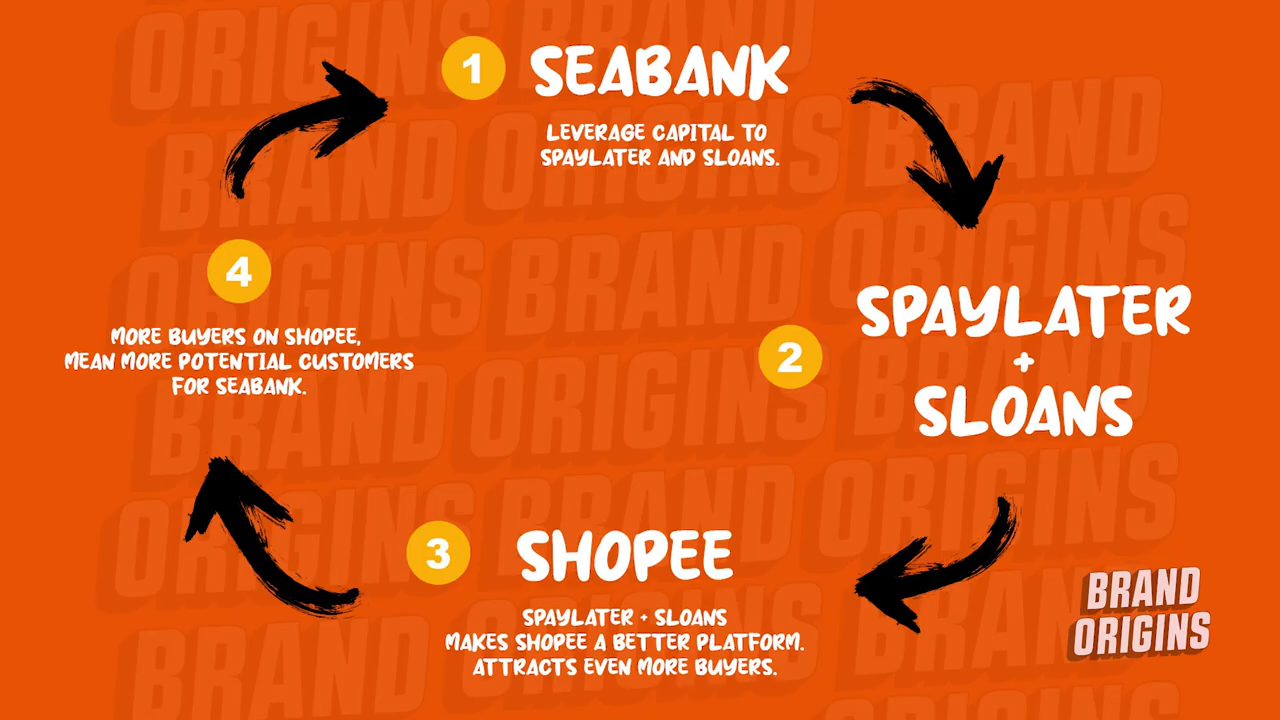 1 SEABANK
LEVERAGE CAPITAL TO
SPAYLATER AND SLOANS.
2
SPAYLATER
+
SLOANS
3 SHOPEE
SPAYLATER + SLOANS
MAKES SHOPEE A BETTER PLATFORM.
ATTRACTS EVEN MORE BUYERS.
4
MORE BUYERS ON SHOPEE,
MEAN MORE POTENTIAL CUSTOMERS
FOR SEABANK.
BRAND
ORIGINS